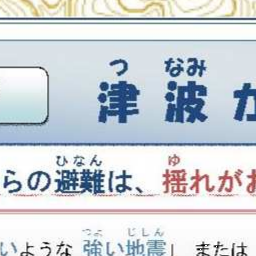 つ なみ
津波か
ひなん ゆ
らの避難は、揺れがお
つよ じしん
いような 強い地震」 または